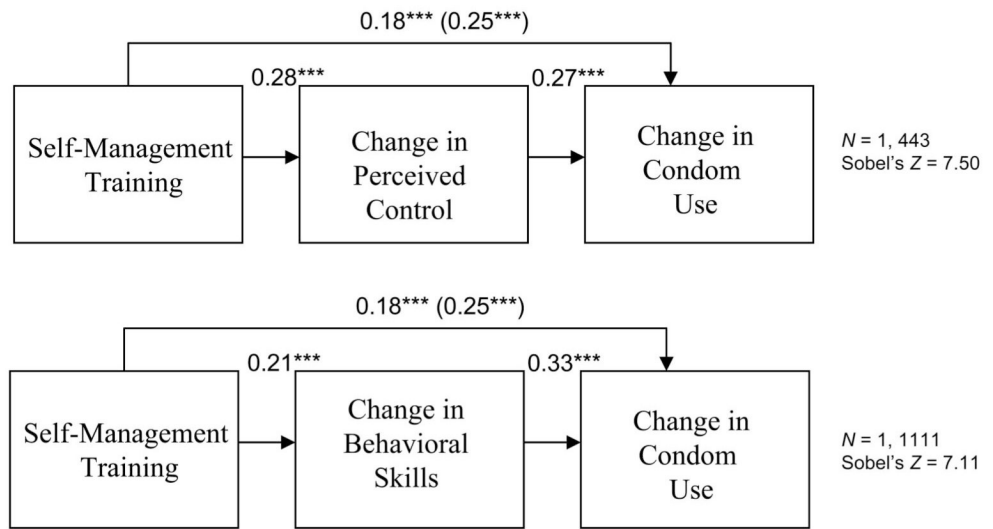 0.18*** (0.25***)
0.28***
0.27***
Self-Management
Training
Change in
Perceived
Control
Change in
Condom
Use
N = 1, 443
Sobel's Z = 7.50
0.18*** (0.25***)
0.21***
0.33***
Self-Management
Training
Change in
Behavioral
Skills
Change in
Condom
Use
N = 1, 1111
Sobel's Z = 7.11